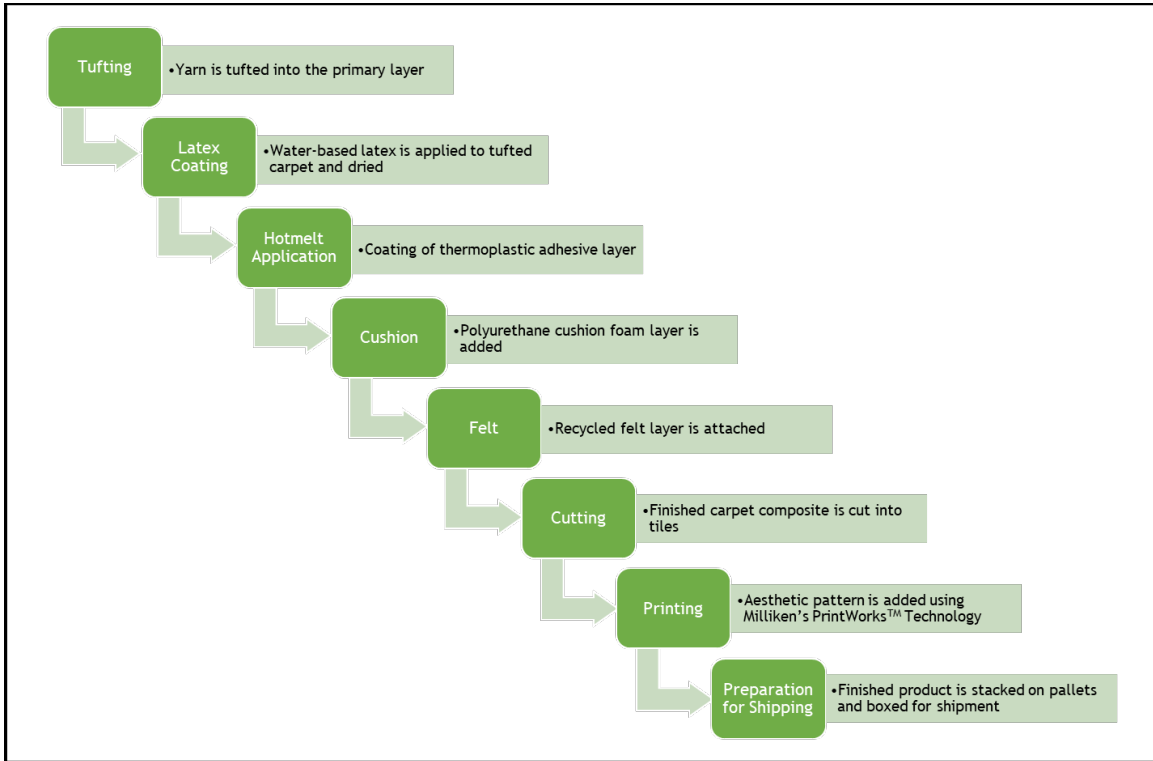 Tufting
•Yarn is tufted into the primary layer
Latex
Coating
•Water-based latex is applied to tufted
carpet and dried
Hotmelt
Application
•Coating of thermoplastic adhesive layer
Cushion
•Polyurethane cushion foam layer is
added
Felt
•Recycled felt layer is attached
Cutting
•Finished carpet composite is cut into
tiles
Printing
•Aesthetic pattern is added using
Milliken's PrintWorks™ Technology
Preparation
for Shipping
•Finished product is stacked on pallets
and boxed for shipment